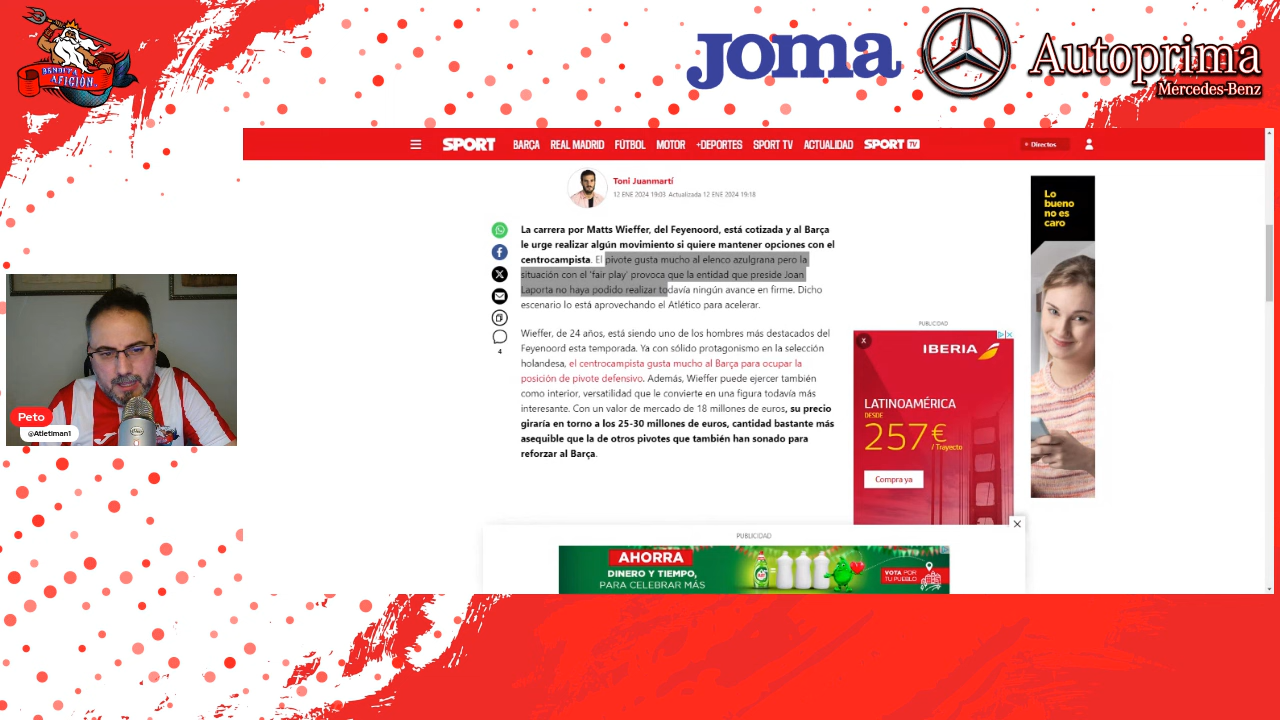 BENDITA
AFICIÓN
Joma
Autoprima
Mercedes-Benz
SPORT
BARÇA
REAL MADRID
FÚTBOL
MOTOR
+DEPORTES
SPORT TV
ACTUALIDAD
SPORT TV
Directos
Toni Juanmartí
12 ENE 2024 19:03 Actualizada 12 ENE 2024 19:18
La carrera por Matts Wieffer, del Feyenoord, está cotizada y al Barça
le urge realizar algún movimiento si quiere mantener opciones con el
centrocampista. El pivote gusta mucho al elenco azulgrana pero la
situación con el 'fair play' provoca que la entidad que preside Joan
Laporta no haya podido realizar todavía ningún avance en firme. Dicho
escenario lo está aprovechando el Atlético para acelerar.
4
Wieffer, de 24 años, está siendo uno de los hombres más destacados del
Feyenoord esta temporada. Ya con sólido protagonismo en la selección
holandesa, el centrocampista gusta mucho al Barça para ocupar la
posición de pivote defensivo. Además, Wieffer puede ejercer también
como interior, versatilidad que le convierte en una figura todavía más
interesante. Con un valor de mercado de 18 millones de euros, su precio
giraría en torno a los 25-30 millones de euros, cantidad bastante más
asequible que la de otros pivotes que también han sonado para
reforzar al Barça.
Lo
bueno
no es
caro
PUBLICIDAD
X
IBERIA
LATINOAMÉRICA
DESDE
257€
/ Trayecto
Compra ya
PUBLICIDAD
AHORRA
DINERO Y TIEMPO,
PARA CELEBRAR MÁS
VOTA POR
TU PUEBLO
Peto
@Atletiman1